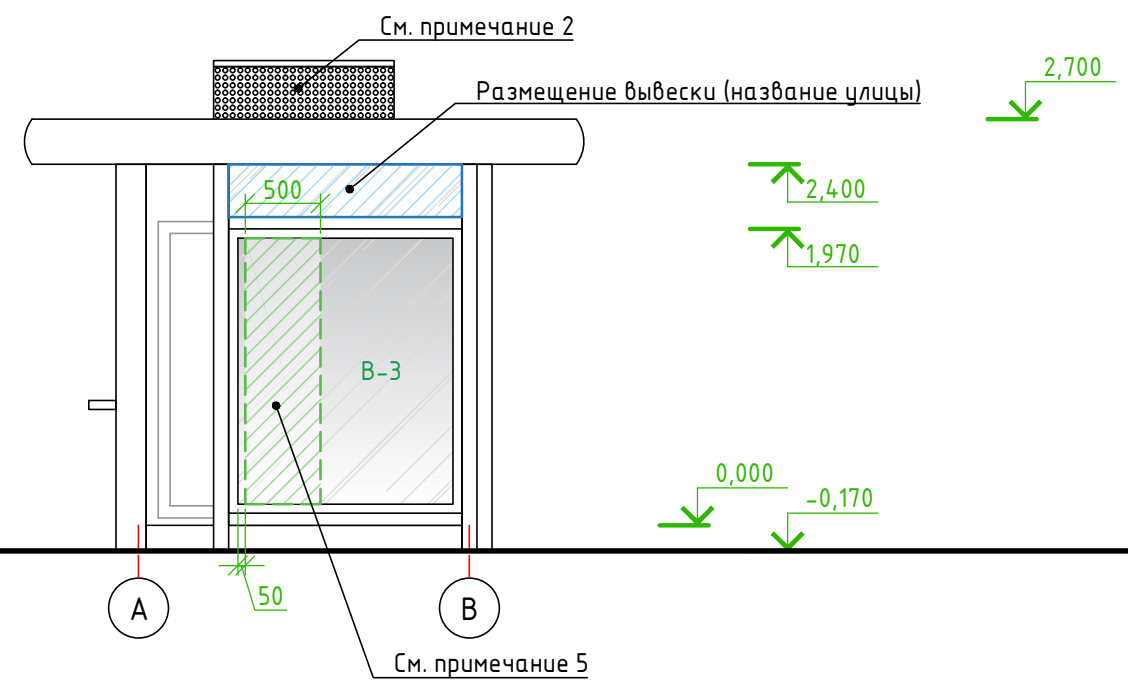 См. примечание 2
2,700
Размещение вывески (название улицы)
500
2,400
1,970
В-3
0,000
-0,170
50
А
В
См. примечание 5